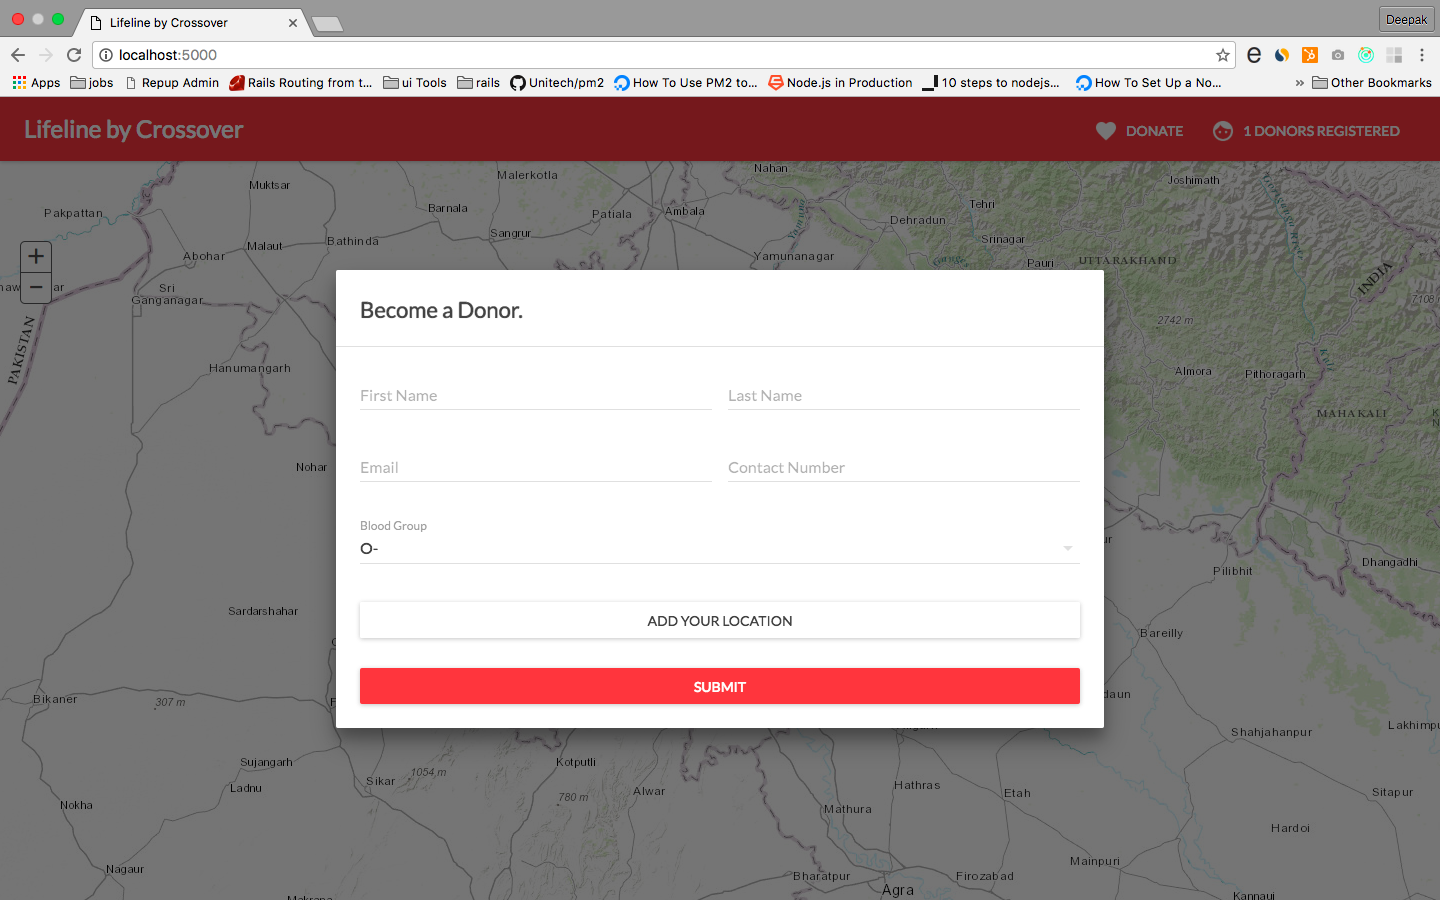 Lifeline by Crossover
Deepak
localhost:5000
Apps jobs Repup Admin Rails Routing from t... ui Tools rails Unitech/pm2 How To Use PM2 to... Node.js in Production 10 steps to nodejs... How To Set Up a No... » Other Bookmarks
Lifeline by Crossover DONATE 1 DONORS REGISTERED
Nahan
Malerkotla
Joshimath
Muktsar
Tehri
Pakpattan
Barnala
Patiala
Ambala
Yamuna
Dehradun
Sangrur
Bathinda
Srinagar
Malaut
Abohar
Yamunanagar
Pauri
UTTARAKHAND
INDIA
+
−
Sri
Ganganagar
7108
2742 m
PAKISTAN
Hanumangarh
Almora
Pithoragarh
Kali
MAHAKALI
Become a Donor.
First Name Last Name
Email Contact Number
Blood Group
O-
ADD YOUR LOCATION
SUBMIT
Nohar
Pilibhit
Dhangadhi
Sardarshahar
Bareilly
Bikaner
307 m
daun
Lakhimpu
Shahjahanpur
Sujangarh
Kotputli
Sikar
1054 m
Ladnu
Alwar
Hathras
Etah
Sitapur
Nokha
780 m
Mathura
Hardoi
Mainpuri
Nagaur
Bharatpur
Firozabad
Agra
Kannauj
Makrana